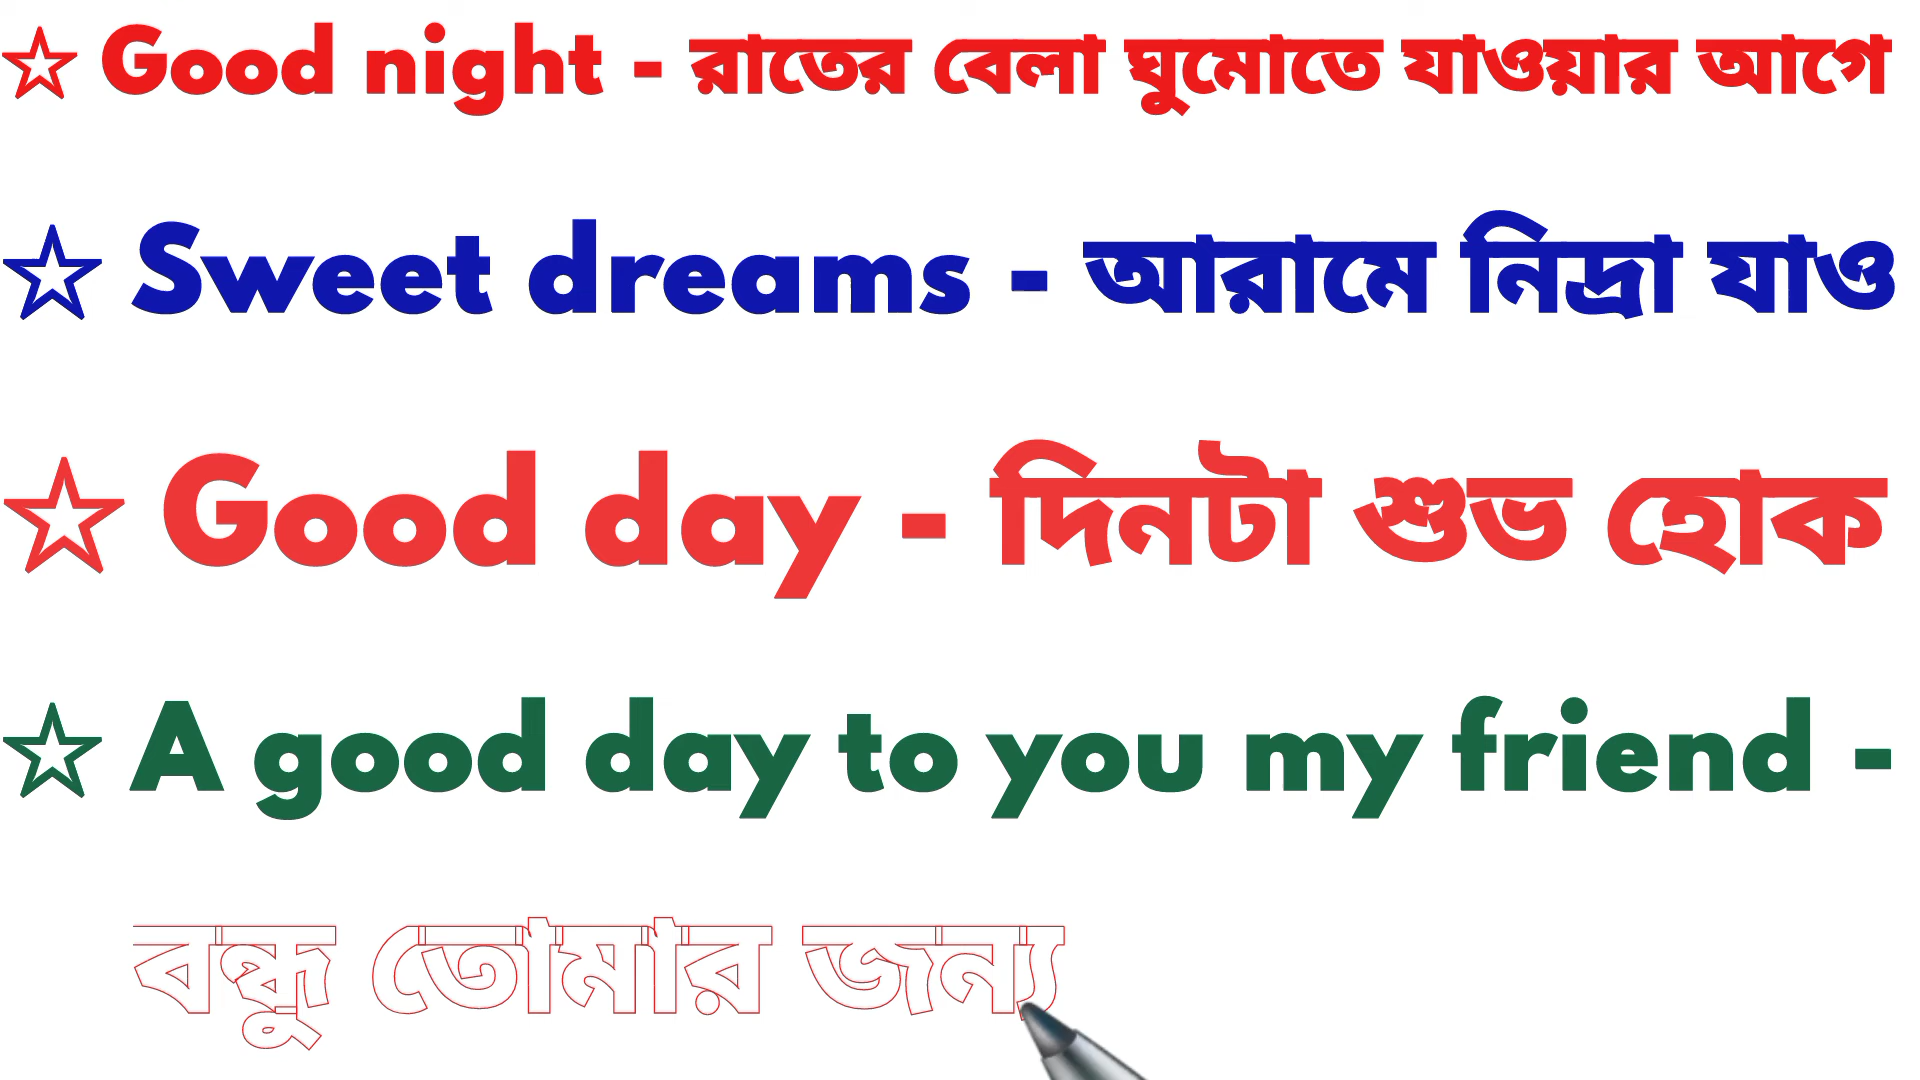 ☆ Good night - রাতের বেলা ঘুমোতে যাওয়ার আগে
☆ Sweet dreams - আরামে নিদ্রা যাও
☆ Good day - দিনটা শুভ হোক
☆ A good day to you my friend -
বন্ধু তোমার জন্য